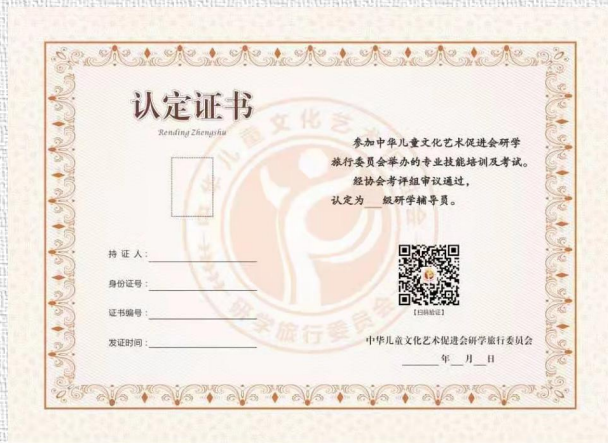 认定证书
Rending Zhengshu
参加中华儿童文化艺术促进会研学
旅行委员会举办的专业技能培训及考试。
经协会考评组审议通过，
认定为__级研学辅导员。
持 证 人：
身份证号：
证书编号：
发证时间：
【扫码验证】
中华儿童文化艺术促进会研学旅行委员会
____年__月__日